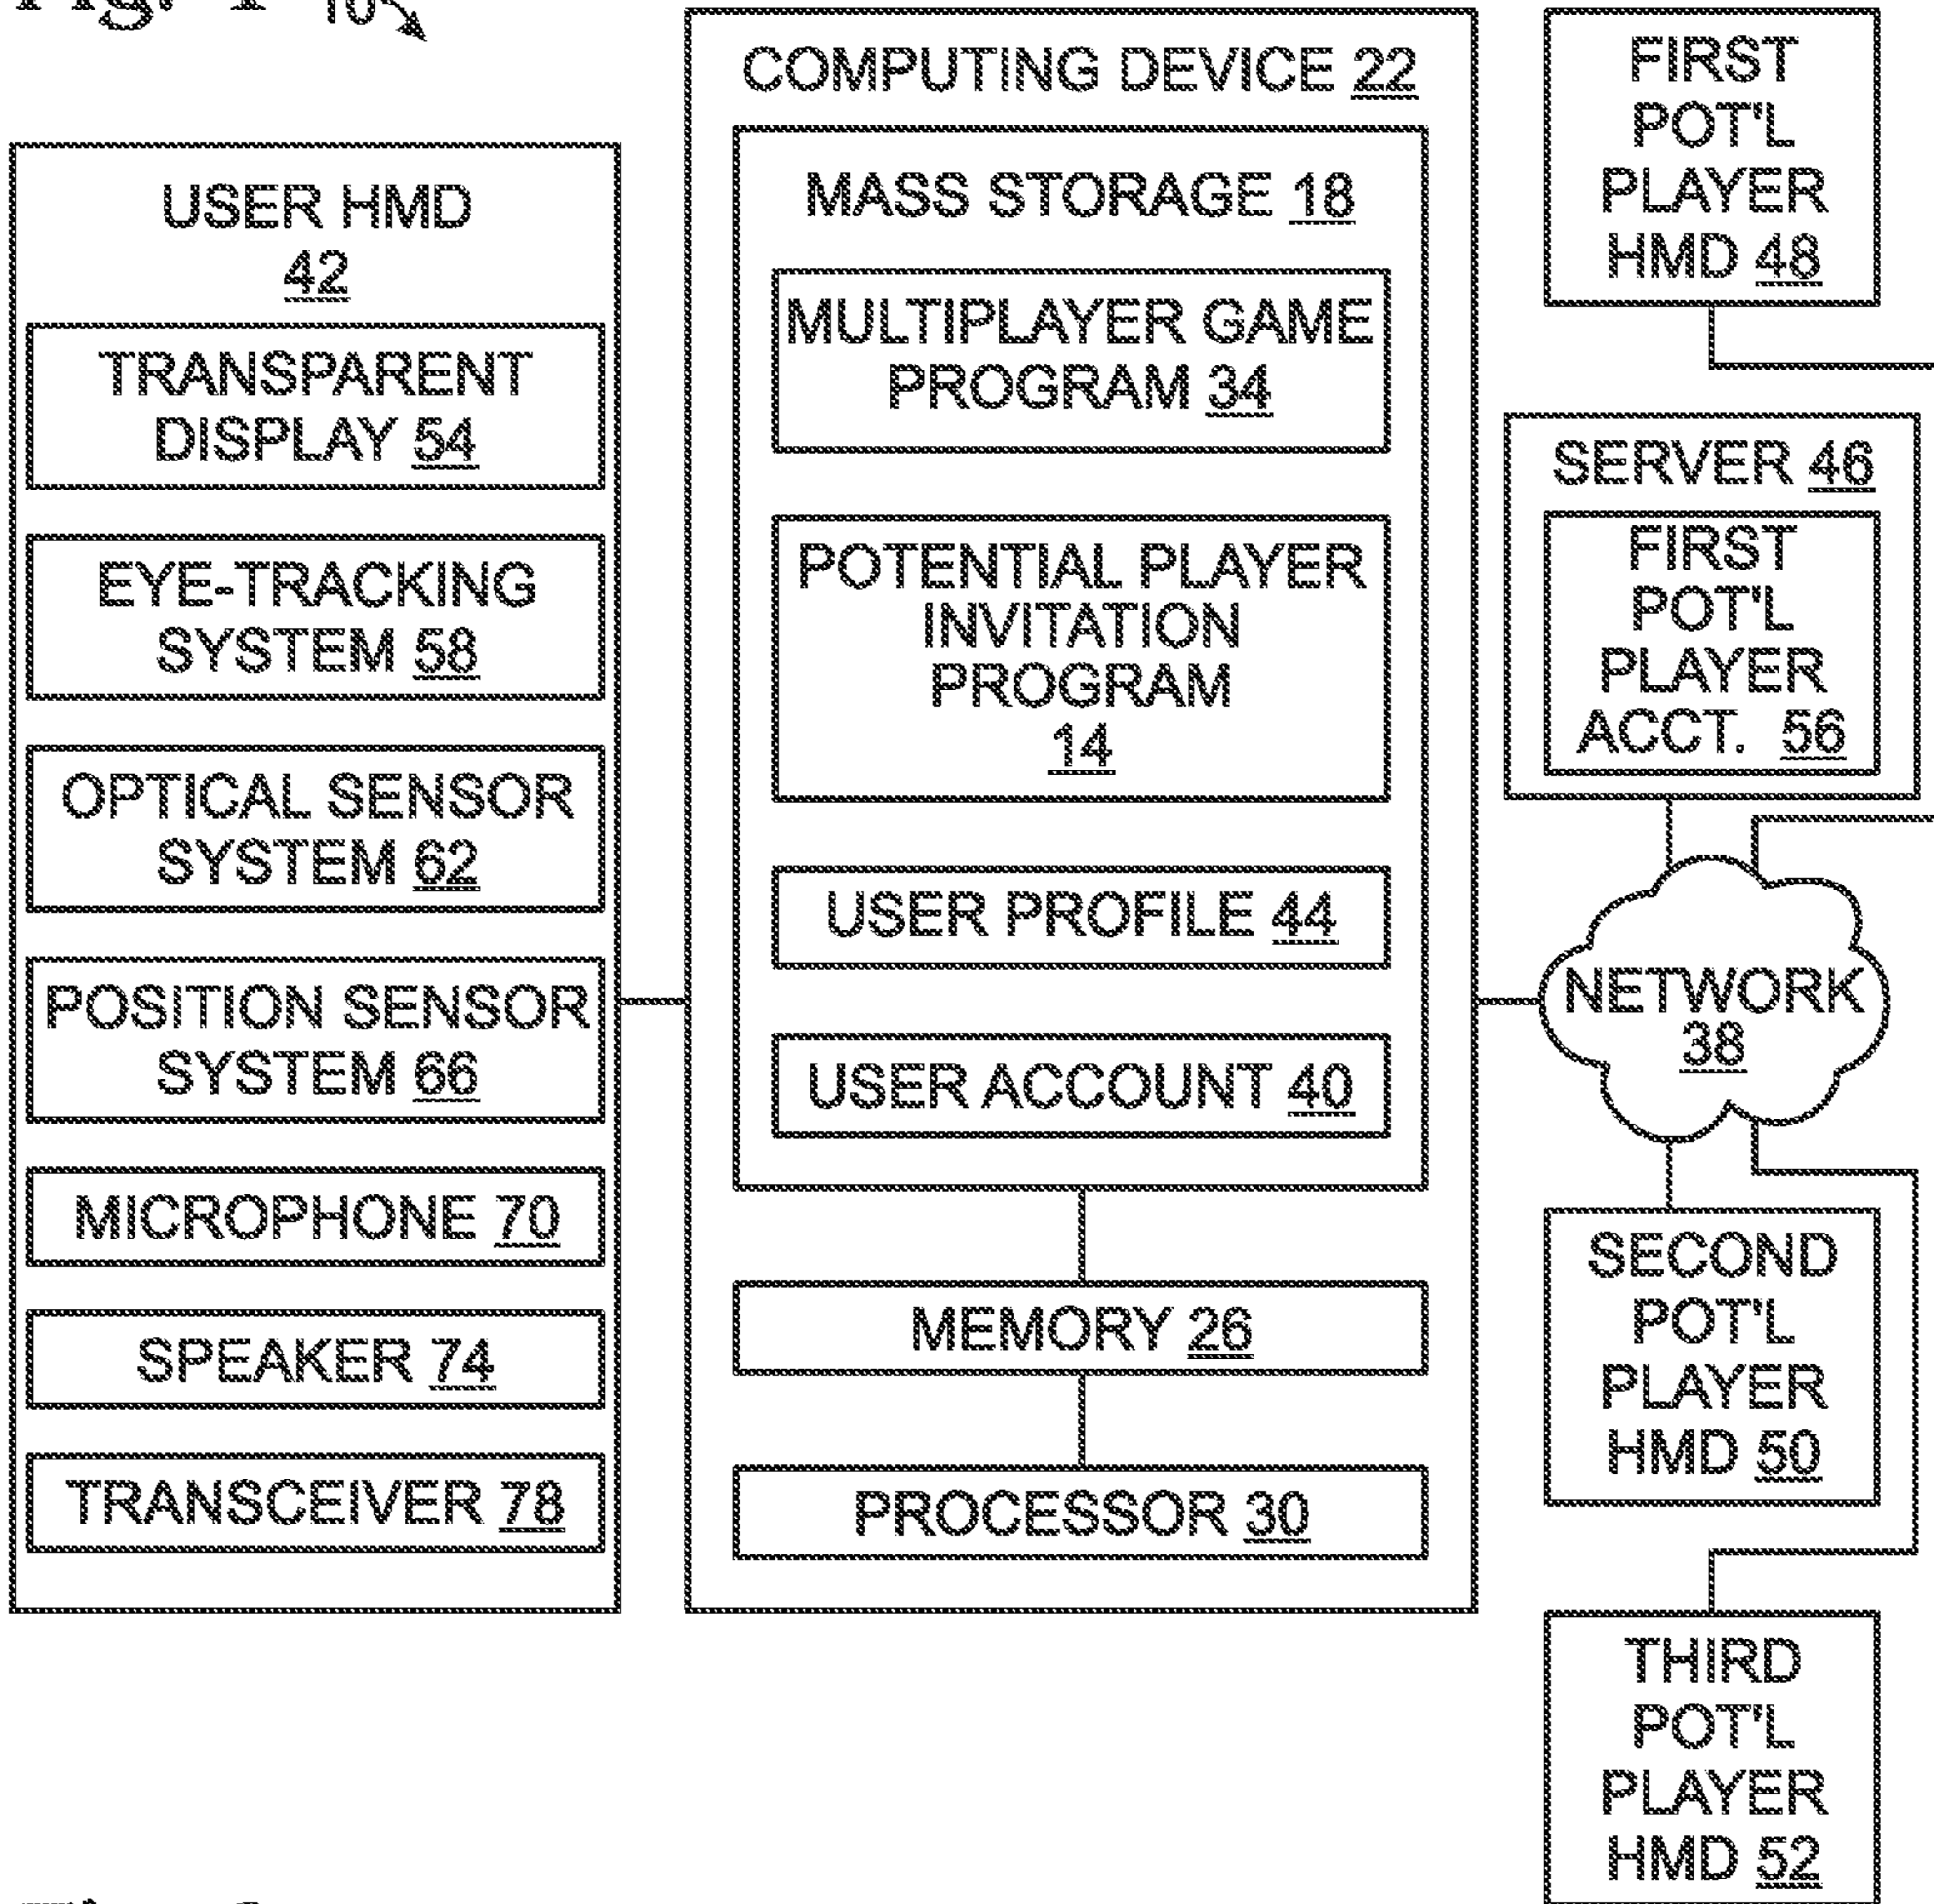 Fig. 1
10
USER HMD
42
TRANSPARENT
DISPLAY 54
EYE-TRACKING
SYSTEM 58
OPTICAL SENSOR
SYSTEM 62
POSITION SENSOR
SYSTEM 66
MICROPHONE 70
SPEAKER 74
TRANSCEIVER 78
COMPUTING DEVICE 22
MASS STORAGE 18
MULTIPLAYER GAME
PROGRAM 34
POTENTIAL PLAYER
INVITATION
PROGRAM
14
USER PROFILE 44
USER ACCOUNT 40
MEMORY 26
PROCESSOR 30
FIRST
POT'L
PLAYER
HMD 48
SERVER 46
FIRST
POT'L
PLAYER
ACCT. 56
NETWORK
38
SECOND
POT'L
PLAYER
HMD 50
THIRD
POT'L
PLAYER
HMD 52